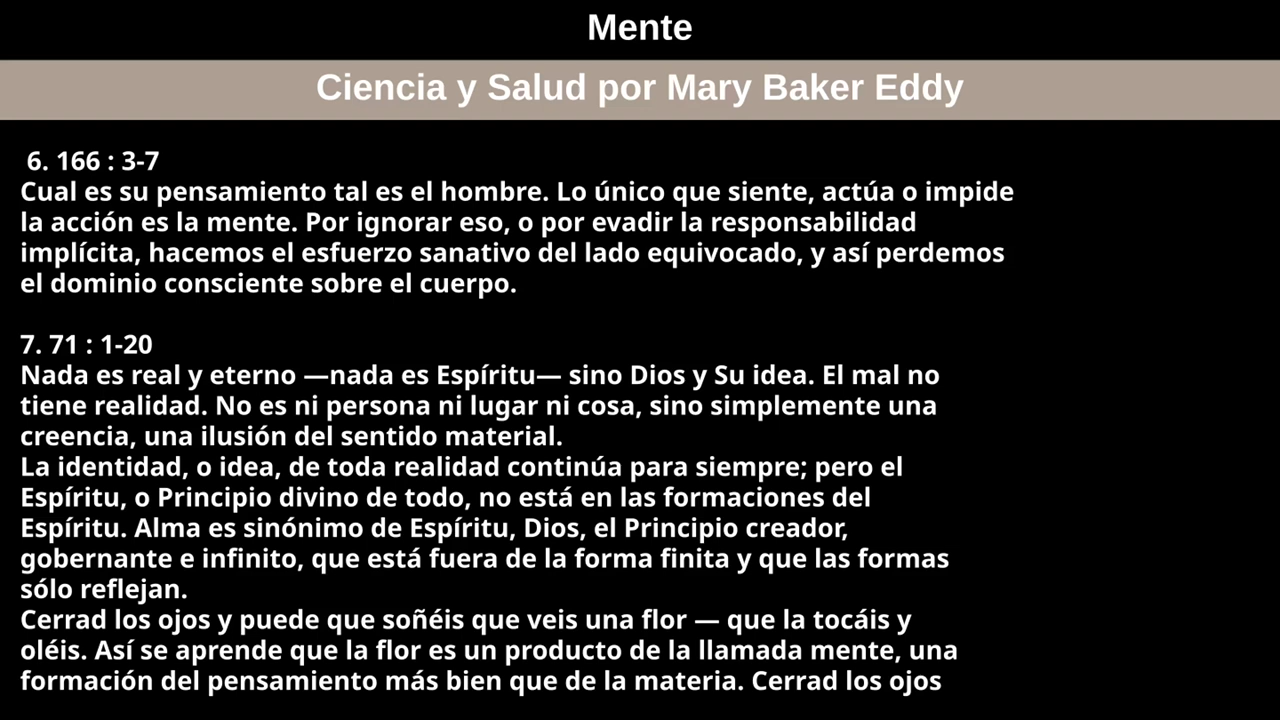 Mente
Ciencia y Salud por Mary Baker Eddy
6. 166 : 3-7
Cual es su pensamiento tal es el hombre. Lo único que siente, actúa o impide
la acción es la mente. Por ignorar eso, o por evadir la responsabilidad
implícita, hacemos el esfuerzo sanativo del lado equivocado, y así perdemos
el dominio consciente sobre el cuerpo.
7. 71 : 1-20
Nada es real y eterno —nada es Espíritu— sino Dios y Su idea. El mal no
tiene realidad. No es ni persona ni lugar ni cosa, sino simplemente una
creencia, una ilusión del sentido material.
La identidad, o idea, de toda realidad continúa para siempre; pero el
Espíritu, o Principio divino de todo, no está en las formaciones del
Espíritu. Alma es sinónimo de Espíritu, Dios, el Principio creador,
gobernante e infinito, que está fuera de la forma finita y que las formas
sólo reflejan.
Cerrad los ojos y puede que soñéis que veis una flor — que la tocáis y
oléis. Así se aprende que la flor es un producto de la llamada mente, una
formación del pensamiento más bien que de la materia. Cerrad los ojos